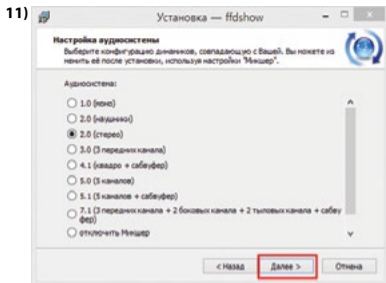 11)
Установка — ffdshow
Настройка аудиосистемы
Выберите конфигурацию динамиков, совпадающую с Вашей. Вы можете из
менить её после установки, используя настройки "Микшер".
Аудиосистема:
1.0 (моно)
2.0 (наушники)
2.0 (стерео)
3.0 (3 передних канала)
4.1 (квадро + сабвуфер)
5.0 (5 каналов)
5.1 (5 каналов + сабвуфер)
7.1 (3 передних канала + 2 боковых канала + 2 тыловых канала + сабву
фер)
отключить Микшер
< Назад
Далее >
Отмена